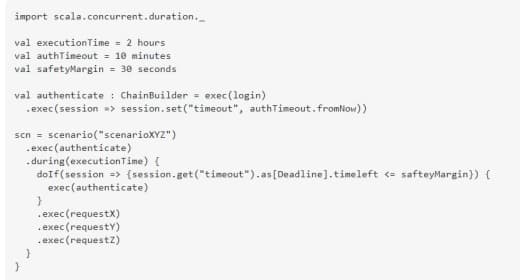 import scala.concurrent.duration._
val executionTime = 2 hours
val authTimeout = 10 minutes
val safetyMargin = 30 seconds
val authenticate : ChainBuilder = exec(login)
.exec(session => session.set("timeout", authTimeout.fromNow))
scn = scenario("scenarioXYZ")
.exec(authenticate)
.during(executionTime) {
doIf(session => {session.get("timeout").as[Deadline].timeleft <= safteyMargin}) {
exec(authenticate)
}
.exec(requestX)
.exec(requestY)
.exec(requestZ)
}
}